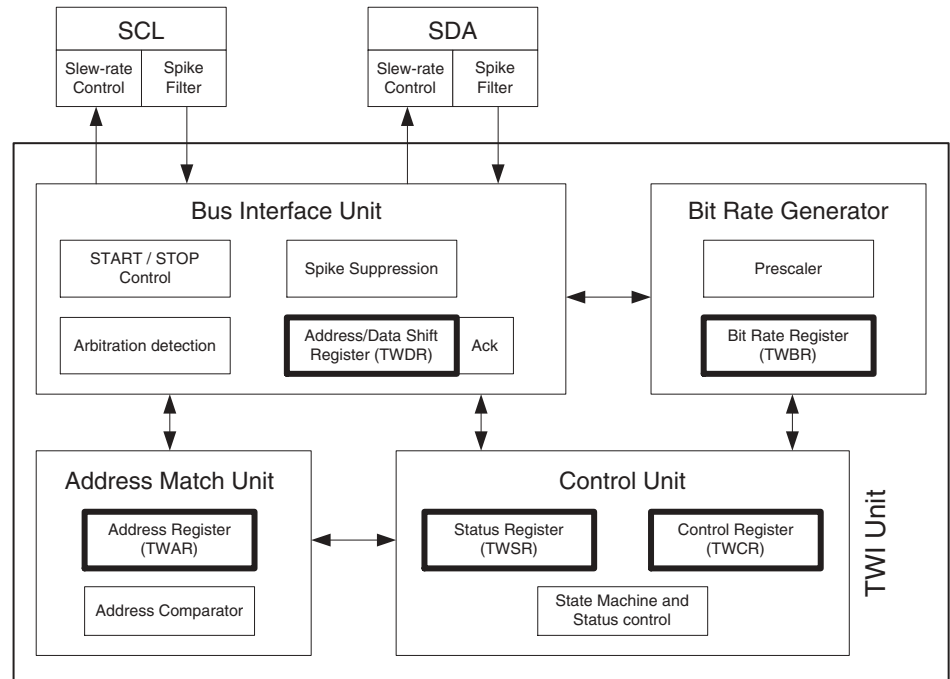 SCL
Slew-rate
Control
Spike
Filter
SDA
Slew-rate
Control
Spike
Filter
Bus Interface Unit
START / STOP
Control
Spike Suppression
Arbitration detection
Address/Data Shift
Register (TWDR)
Ack
Bit Rate Generator
Prescaler
Bit Rate Register
(TWBR)
Address Match Unit
Address Register
(TWAR)
Address Comparator
Control Unit
Status Register
(TWSR)
Control Register
(TWCR)
State Machine and
Status control
TWI Unit